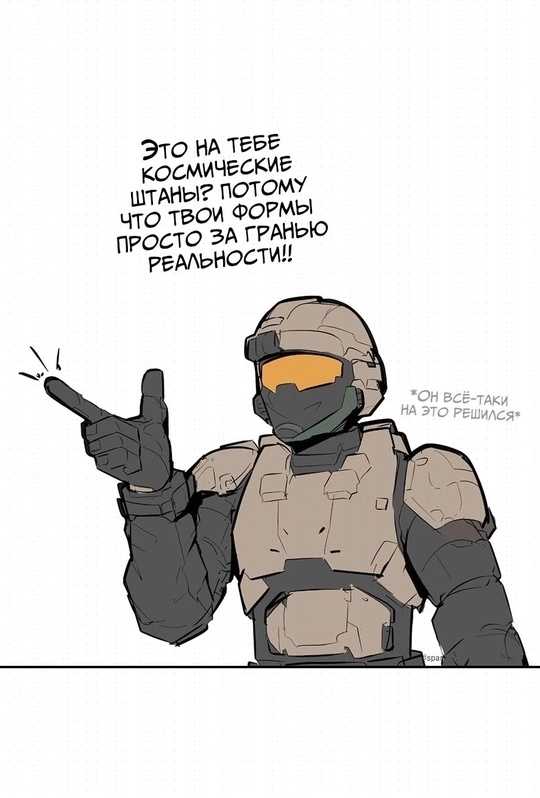 Это на тебе
космические
штаны? Потому
что твои формы
просто за гранью
реальности!!
*Он всё-таки
на это решился*